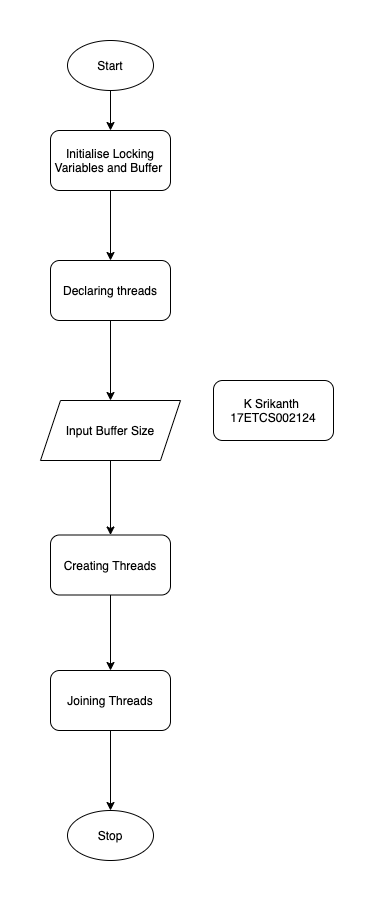 Start
Initialise Locking
Variables and Buffer
Declaring threads
Input Buffer Size
K Srikanth
17ETCS002124
Creating Threads
Joining Threads
Stop